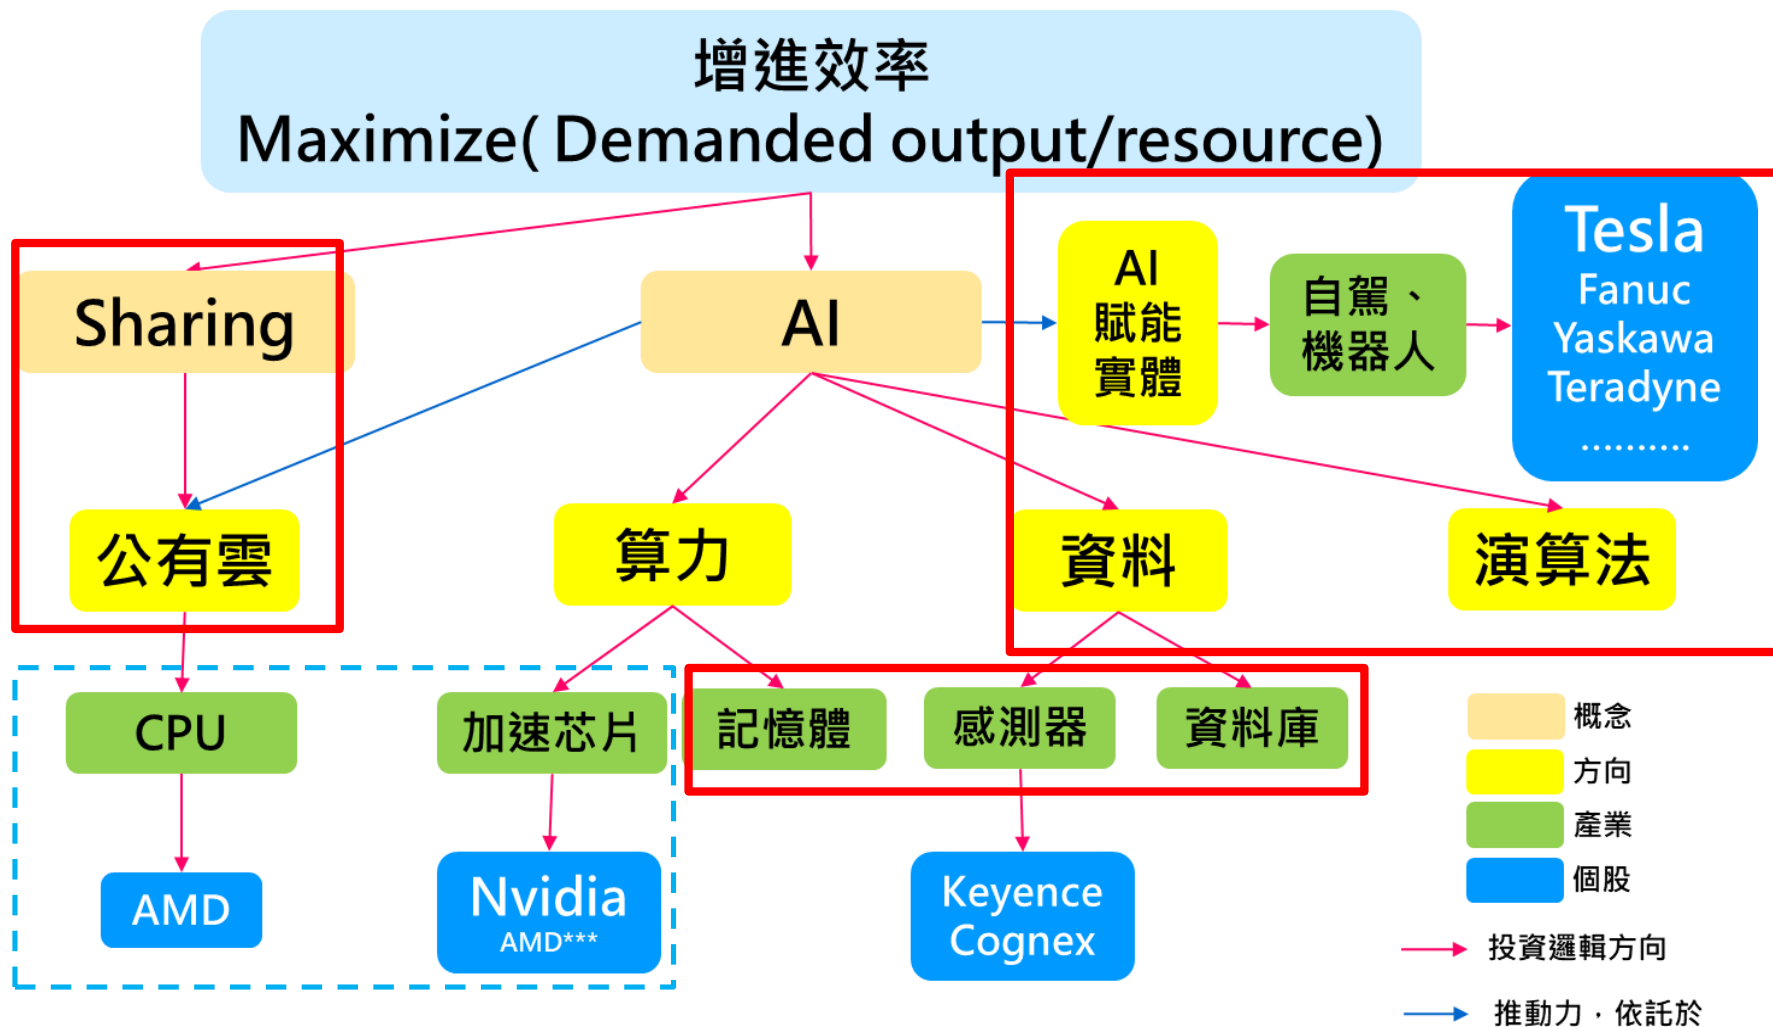 增進效率
Maximize( Demanded output/resource)
Sharing
AI
AI
賦能
實體
自駕、
機器人
Tesla
Fanuc
Yaskawa
Teradyne
..........
公有雲
算力
資料
演算法
CPU
加速芯片
記憶體
感測器
資料庫
AMD
Nvidia
AMD***
Keyence
Cognex
概念
方向
產業
個股
投資邏輯方向
推動力，依託於